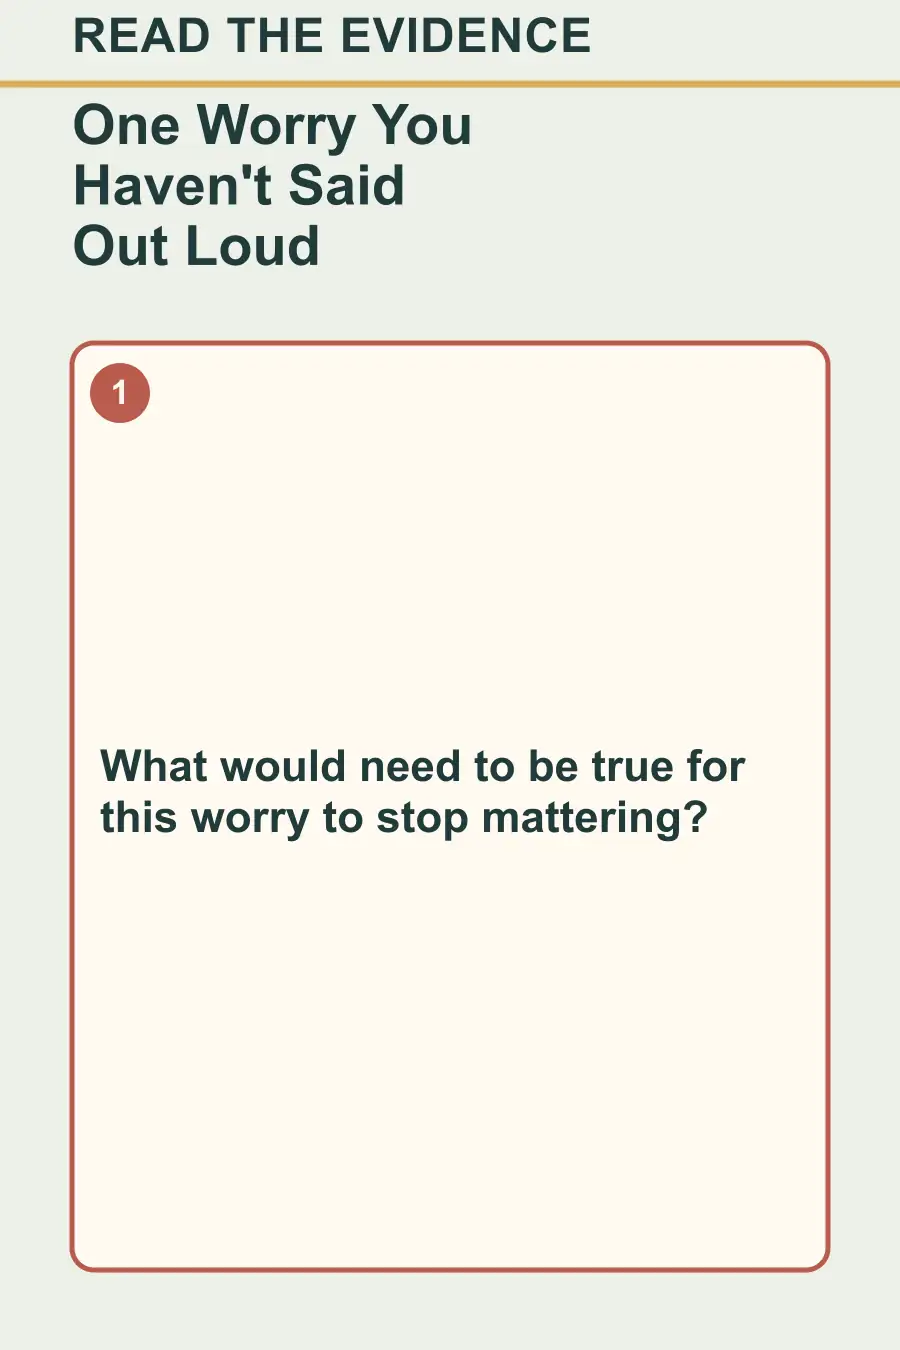 READ THE EVIDENCE
One Worry You
Haven't Said
Out Loud
1
What would need to be true for
this worry to stop mattering?